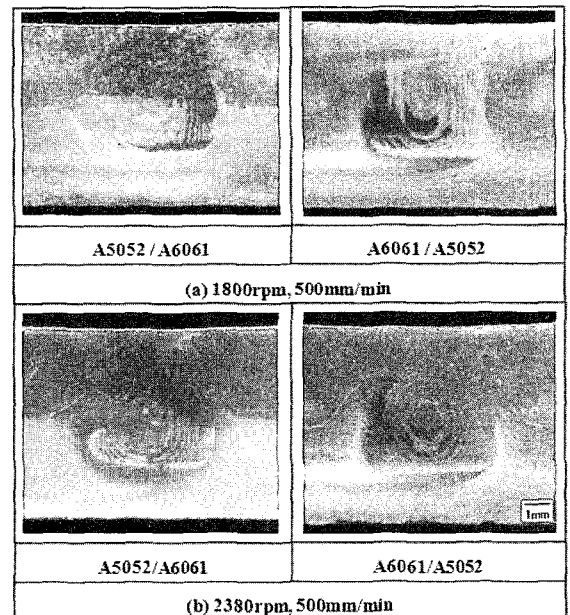 A5052 / A6061
A6061 / A5052
(a) 1800rpm, 500mm/min
1mm
A5052/A6061
A6061/A5052
(b) 2380rpm, 500mm/min